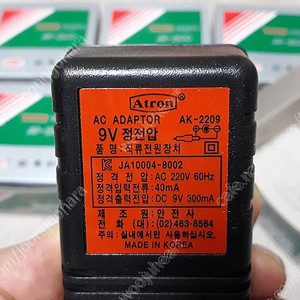 Atron
AC ADAPTOR AK-2209
9V 정전압
품 명 : 직류전원장치
JA10004-8002
정 격 전 압 : AC 220V 60Hz
정격입력전류 : 40mA
정격출력전압 : DC 9V 300mA
제 조 : 안 전 사
전 화 (대) : (02)463-8564
주의 : 실내에서만 사용하십시오
MADE IN KOREA